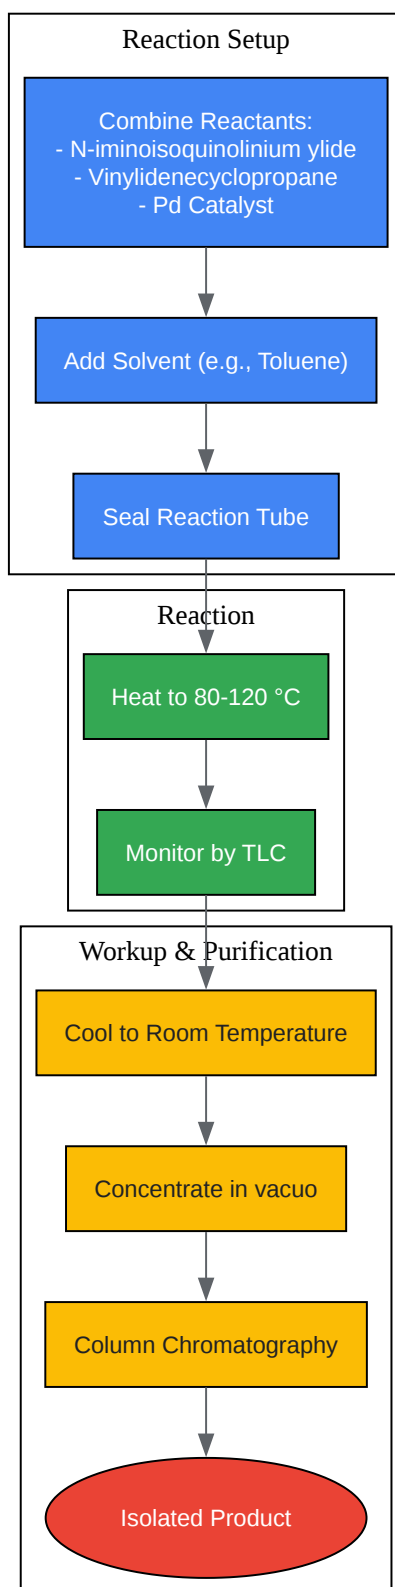 Reaction Setup
Combine Reactants:
- N-iminoisoquinolinium ylide
- Vinylidenecyclopropane
- Pd Catalyst
Add Solvent (e.g., Toluene)
Seal Reaction Tube
Reaction
Heat to 80-120 °C
Monitor by TLC
Workup & Purification
Cool to Room Temperature
Concentrate in vacuo
Column Chromatography
Isolated Product